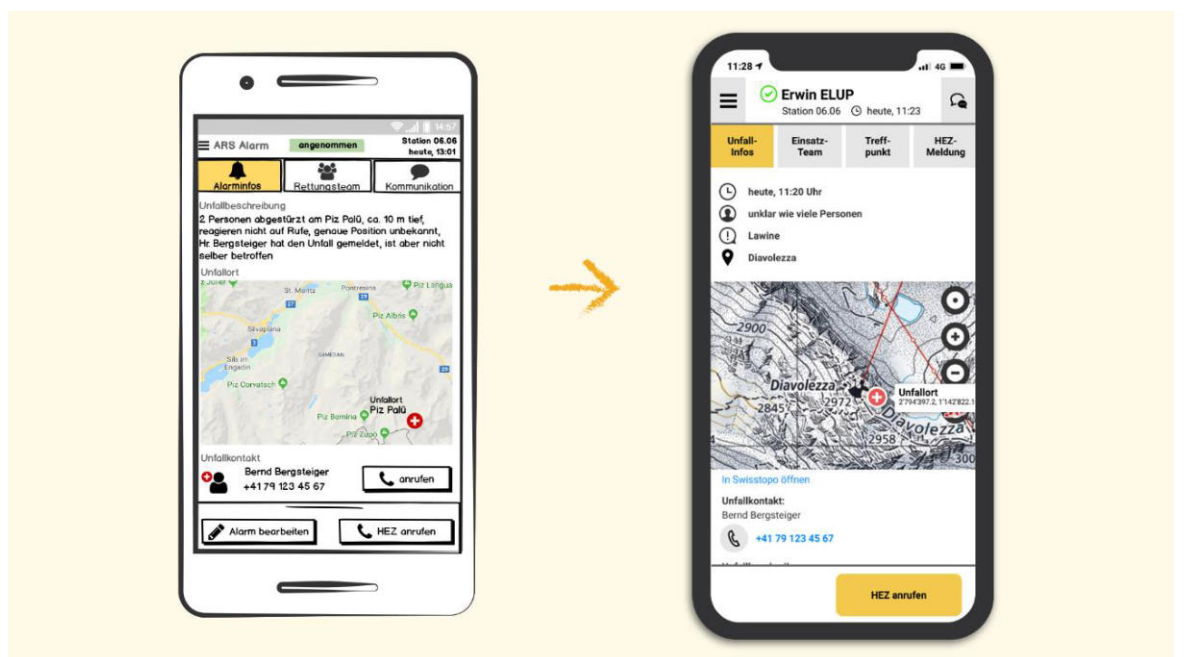 14:57
ARS Alarm
angenommen
Station 06.06
heute, 13:01
Alarminfos
Rettungsteam
Kommunikation
Unfallbeschreibung
2 Personen abgestürzt am Piz Palü, ca. 10 m tief,
reagieren nicht auf Rufe, genaue Position unbekannt,
Hr. Bergsteiger hat den Unfall gemeldet, ist aber nicht
selber betroffen
Unfallort
St. Moritz
Pontresina
Piz Languard
Piz Albris
Silvaplana
Sils im
Engadin
Piz Corvatsch
Unfallort
Piz Palü
Piz Bernina
Piz Zupò
Unfallkontakt
Bernd Bergsteiger
+41 79 123 45 67
anrufen
Alarm bearbeiten
HEZ anrufen
11:28
4G
Erwin ELUP
Station 06.06
heute, 11:23
Unfall-
Infos
Einsatz-
Team
Treff-
punkt
HEZ-
Meldung
heute, 11:20 Uhr
unklar wie viele Personen
Lawine
Diavolezza
2900
Diavolezza
2972
2845
Unfallort
2'794'397.2, 1'142'822.1
Diavolezza
2958
300
In Swisstopo öffnen
Unfallkontakt:
Bernd Bergsteiger
+41 79 123 45 67
HEZ anrufen